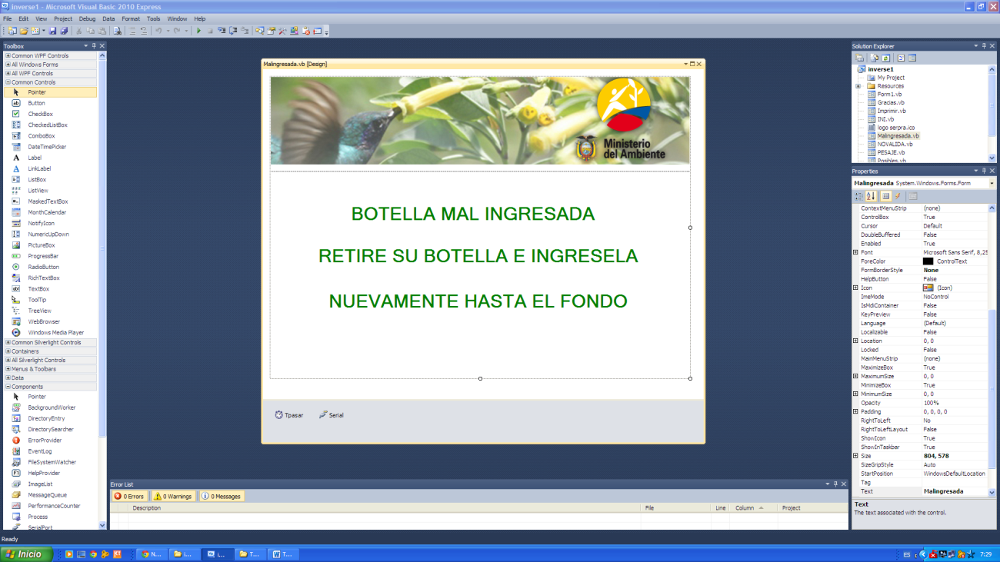 inverse1 - Microsoft Visual Basic 2010 Express
File Edit View Project Debug Data Format Tools Window Help
Toolbox
Common WPF Controls
All Windows Forms
All WPF Controls
Common Controls
Pointer
Button
CheckBox
CheckedListBox
ComboBox
DateTimePicker
Label
LinkLabel
ListBox
ListView
MaskedTextBox
MonthCalendar
NotifyIcon
NumericUpDown
PictureBox
ProgressBar
RadioButton
RichTextBox
TextBox
ToolTip
TreeView
WebBrowser
Windows Media Player
Common Silverlight Controls
Containers
All Silverlight Controls
Menus & Toolbars
Data
Components
Pointer
BackgroundWorker
DirectoryEntry
DirectorySearcher
ErrorProvider
EventLog
FileSystemWatcher
HelpProvider
ImageList
MessageQueue
PerformanceCounter
Process
SerialPort
Malingresada.vb [Design]
Ministerio
del Ambiente
BOTELLA MAL INGRESADA
RETIRE SU BOTELLA E INGRESELA
NUEVAMENTE HASTA EL FONDO
Tpasar Serial
Error List
0 Errors 0 Warnings 0 Messages
Description File Line Column Project
Solution Explorer
inverse1
My Project
Resources
Form1.vb
Gracias.vb
Imprimir.vb
INI.vb
logo serpra.ico
Malingresada.vb
NOVALIDA.vb
PESAJE.vb
Posibles.vb
Properties
Malingresada System.Windows.Forms.Form
ContextMenuStrip (none)
ControlBox True
Cursor Default
DoubleBuffered False
Enabled True
Font Microsoft Sans Serif, 8,25
ForeColor ControlText
FormBorderStyle None
HelpButton False
Icon (Icon)
ImeMode NoControl
IsMdiContainer False
KeyPreview False
Language (Default)
Localizable False
Location 0, 0
Locked False
MainMenuStrip (none)
MaximizeBox True
MaximumSize 0, 0
MinimizeBox True
MinimumSize 0, 0
Opacity 100%
Padding 0, 0, 0, 0
RightToLeft No
RightToLeftLayout False
ShowIcon True
ShowInTaskbar True
Size 804, 578
SizeGripStyle Auto
StartPosition WindowsDefaultLocation
Tag
Text Malingresada
Text
The text associated with the control.
Ready
Inicio N... i... i... T... T... ES 7:29